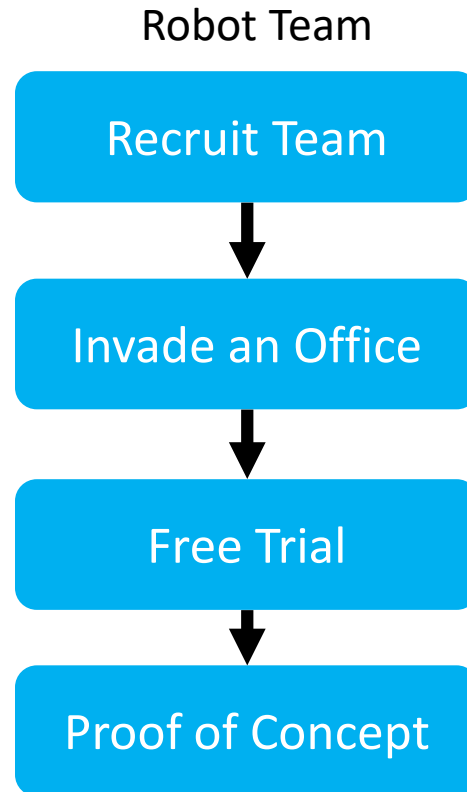 Robot Team
Recruit Team
Invade an Office
Free Trial
Proof of Concept